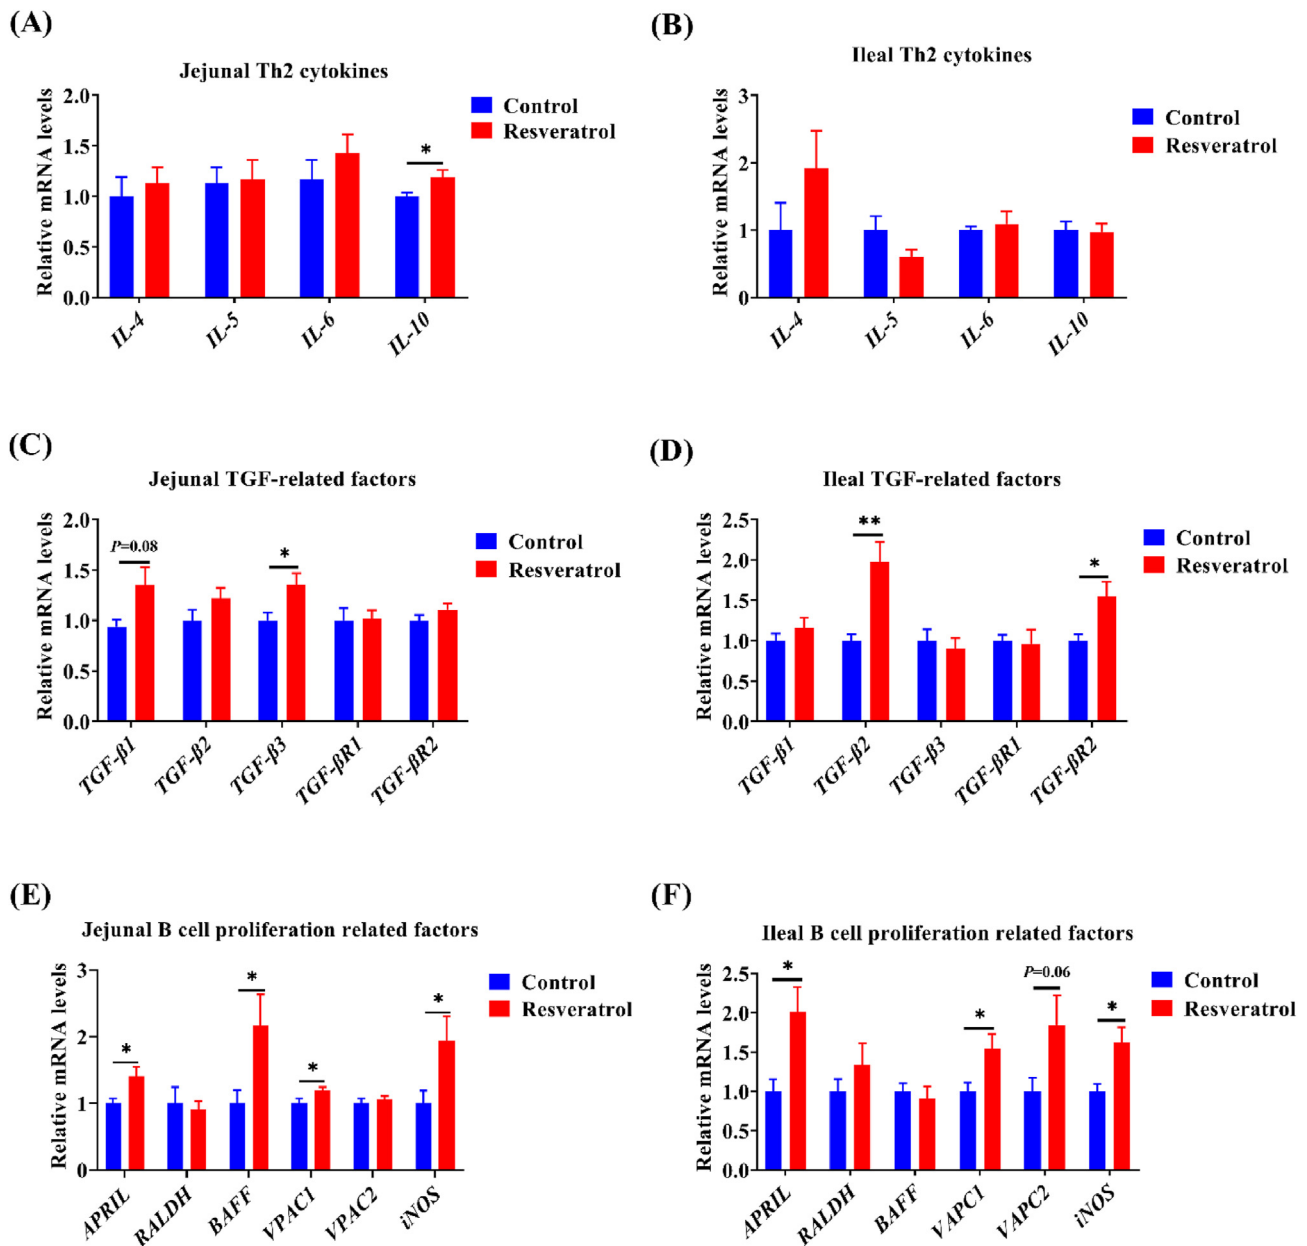 (A)
Jejunal Th2 cytokines
Relative mRNA levels
2.0
1.5
1.0
0.5
0.0
*
IL-4
IL-5
IL-6
IL-10
Control
Resveratrol
(B)
Ileal Th2 cytokines
Relative mRNA levels
3
2
1
0
IL-4
IL-5
IL-6
IL-10
Control
Resveratrol
(C)
Jejunal TGF-related factors
Relative mRNA levels
2.0
1.5
1.0
0.5
0.0
P=0.08
*
TGF-β1
TGF-β2
TGF-β3
TGF-βR1
TGF-βR2
Control
Resveratrol
(D)
Ileal TGF-related factors
Relative mRNA levels
2.5
2.0
1.5
1.0
0.5
0.0
**
*
TGF-β1
TGF-β2
TGF-β3
TGF-βR1
TGF-βR2
Control
Resveratrol
(E)
Jejunal B cell proliferation related factors
Relative mRNA levels
3
2
1
0
*
*
*
*
APRIL
RALDH
BAFF
VPAC1
VPAC2
iNOS
Control
Resveratrol
(F)
Ileal B cell proliferation related factors
Relative mRNA levels
2.5
2.0
1.5
1.0
0.5
0.0
*
*
P=0.06
*
APRIL
RALDH
BAFF
VAPC1
VAPC2
iNOS
Control
Resveratrol